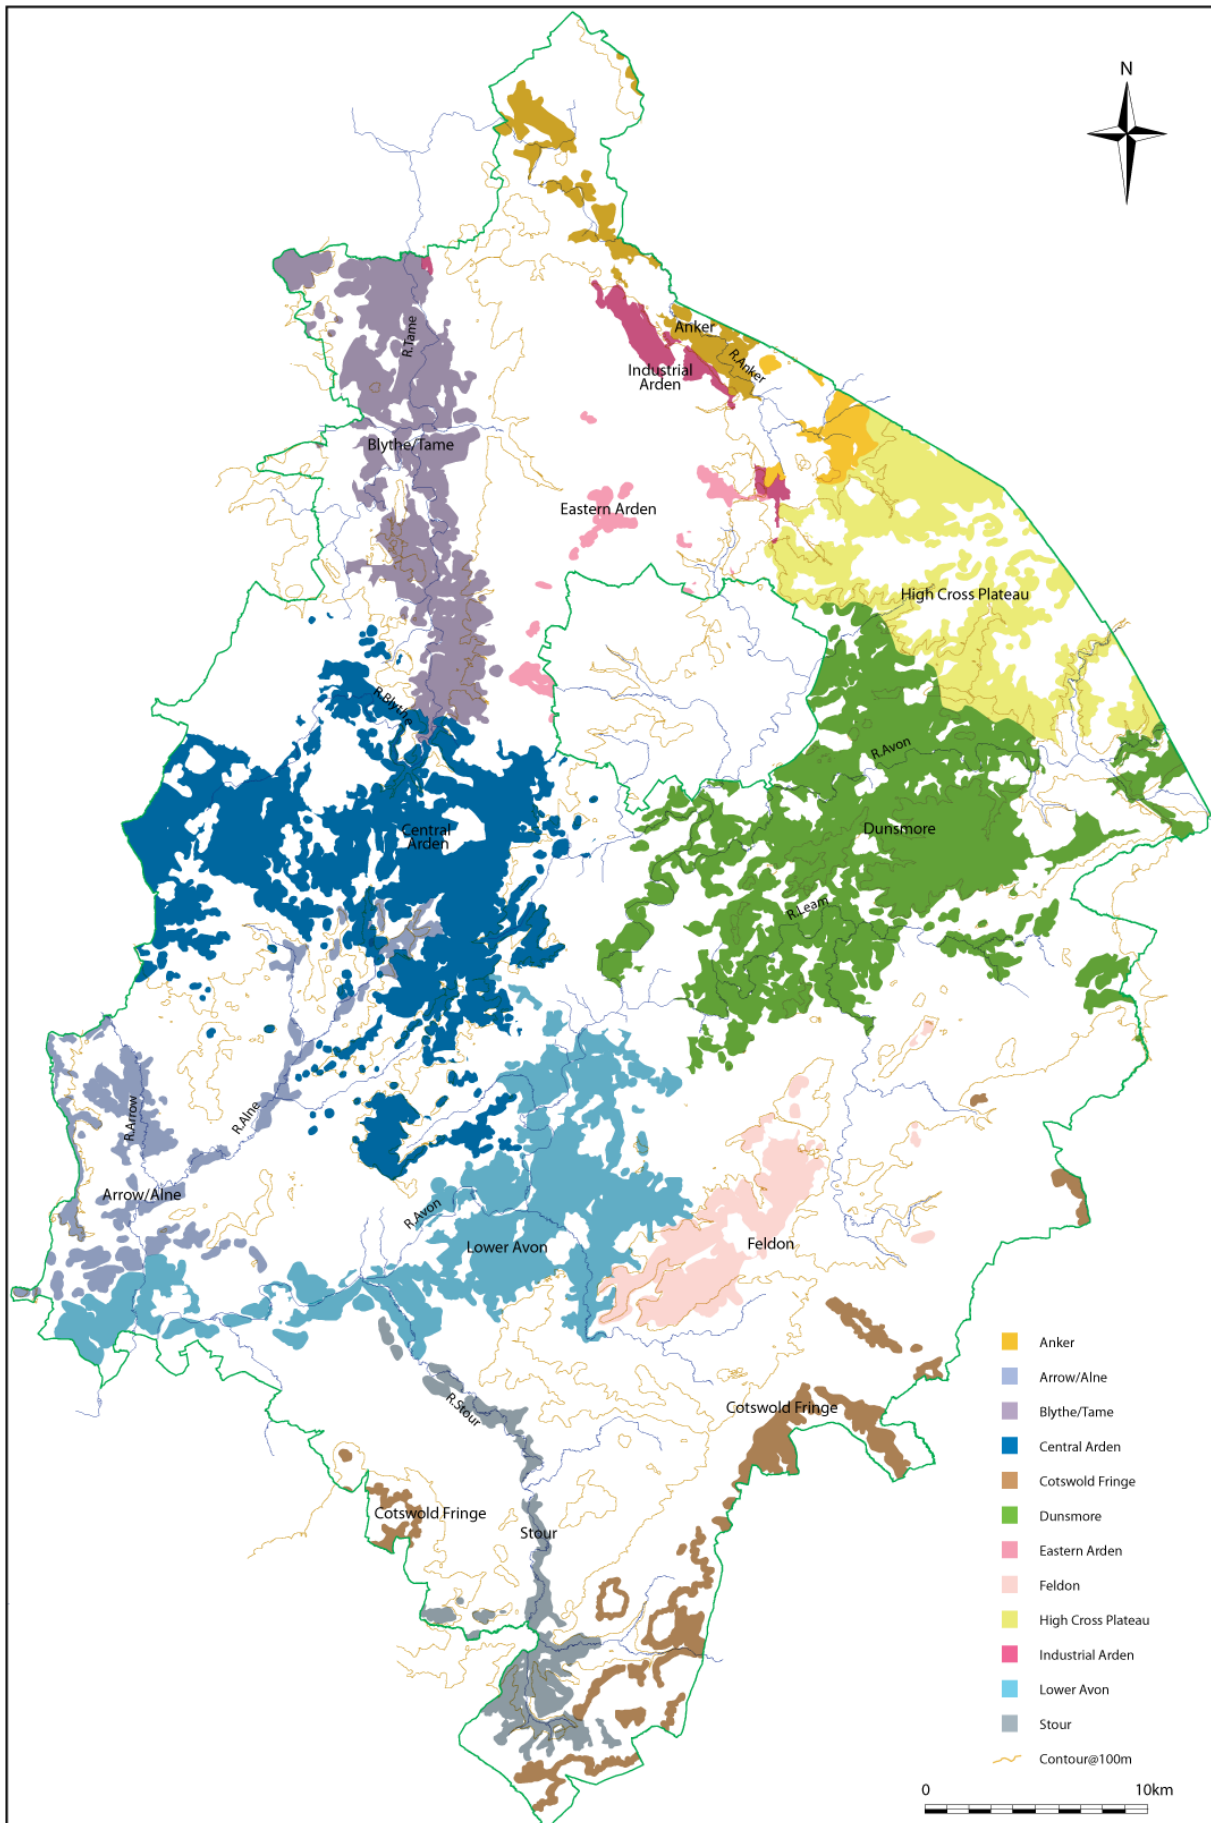 N
R.Tame
Anker
R.Anker
Industrial
Arden
Blythe/Tame
Eastern Arden
High Cross Plateau
R.Blythe
R.Avon
Central
Arden
Dunsmore
R.Leam
R.Arrow
R.Alne
Arrow/Alne
R.Avon
Lower Avon
Feldon
R.Stour
Cotswold Fringe
Cotswold Fringe
Stour
Anker
Arrow/Alne
Blythe/Tame
Central Arden
Cotswold Fringe
Dunsmore
Eastern Arden
Feldon
High Cross Plateau
Industrial Arden
Lower Avon
Stour
Contour@100m
0 10km